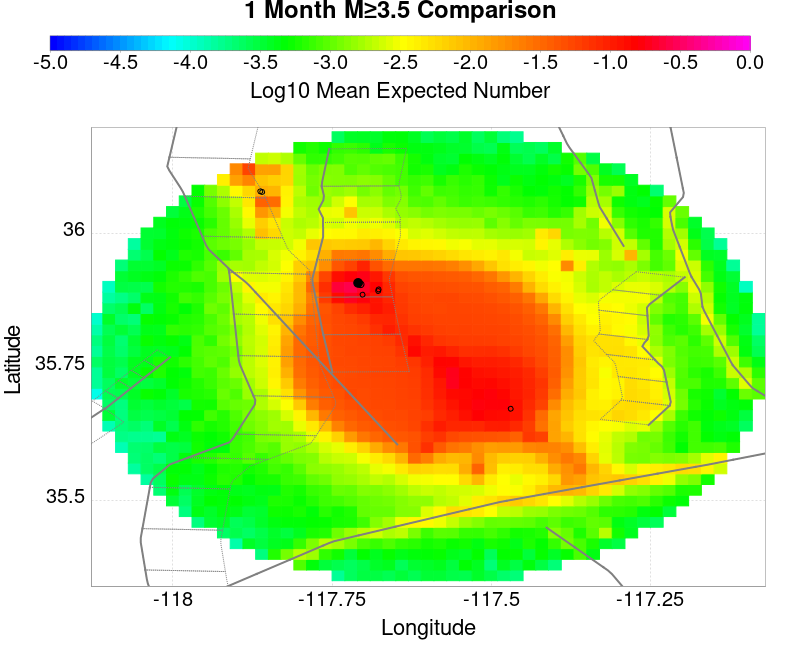 1 Month M≥3.5 Comparison
-5.0 -4.5 -4.0 -3.5 -3.0 -2.5 -2.0 -1.5 -1.0 -0.5 0.0
Log10 Mean Expected Number
36
35.75
35.5
Latitude
-118 -117.75 -117.5 -117.25
Longitude